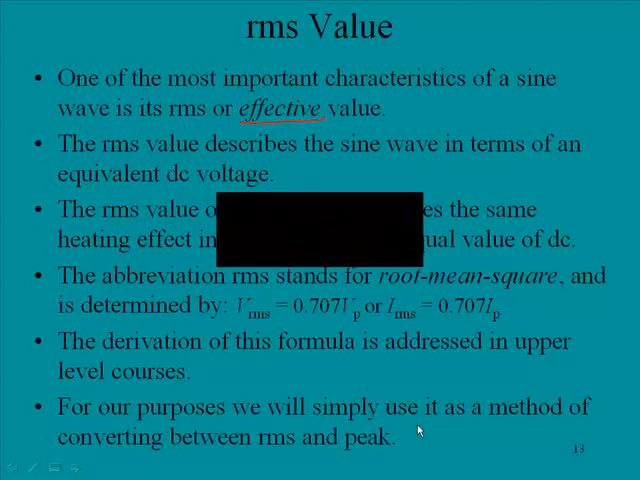 rms Value
• One of the most important characteristics of a sine
wave is its rms or effective value.
• The rms value describes the sine wave in terms of an
equivalent dc voltage.
• The rms value the same
heating effect qual value of dc.
• The abbreviation rms stands for root-mean-square, and
is determined by: Vrms = 0.707Vp or Irms = 0.707Ip
• The derivation of this formula is addressed in upper
level courses.
• For our purposes we will simply use it as a method of
converting between rms and peak.
13